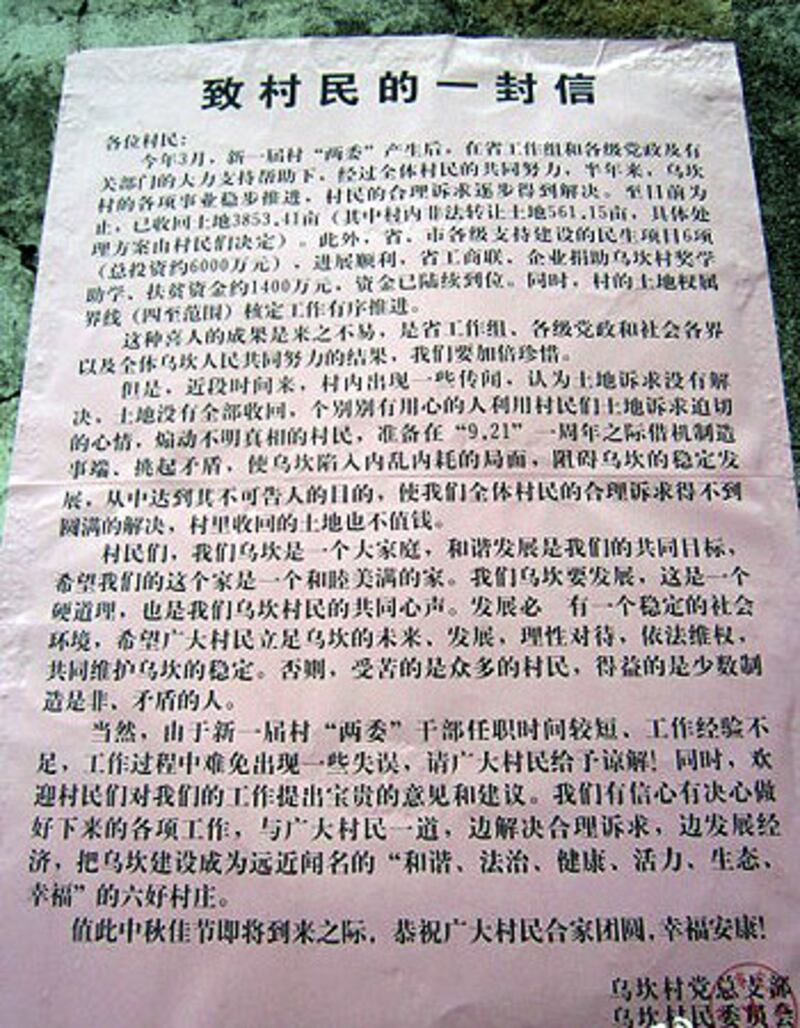 致村民的一封信
各位村民：
今年3月，新一届村“两委”产生后，在省工作组和各级党政及有
关部门的大力支持帮助下，经过全体村民的共同努力，半年来，乌坎
村的各项事业稳步推进，村民的合理诉求逐步得到解决。至目前为
止，已收回土地3853.41亩（其中村内非法转让土地561.15亩，具体处
理方案由村民们决定）。此外，省、市各级支持建设的民生项目6项
（总投资约6000万元），进展顺利，省工商联、企业捐助乌坎村奖学
助学、扶贫资金约1400万元，资金已陆续到位。同时，村的土地权属
界线（四至范围）核定工作有序推进。
这种喜人的成果是来之不易，是省工作组、各级党政和社会各界
以及全体乌坎人民共同努力的结果，我们要加倍珍惜。
但是，近段时间来，村内出现一些传闻，认为土地诉求没有解
决，土地没有全部收回，个别别有用心的人利用村民们土地诉求迫切
的心情，煽动不明真相的村民，准备在“9.21”一周年之际借机制造
事端、挑起矛盾，使乌坎陷入内乱内耗的局面，阻碍乌坎的稳定发
展，从中达到其不可告人的目的，使我们全体村民的合理诉求得不到
圆满的解决，村里收回的土地也不值钱。
村民们，我们乌坎是一个大家庭，和谐发展是我们的共同目标，
希望我们的这个家是一个和睦美满的家。我们乌坎要发展，这是一个
硬道理，也是我们乌坎村民的共同心声。发展必 有一个稳定的社会
环境，希望广大村民立足乌坎的未来、发展，理性对待，依法维权，
共同维护乌坎的稳定。否则，受苦的是众多的村民，得益的是少数制
造是非、矛盾的人。
当然，由于新一届村“两委”干部任职时间较短、工作经验不
足，工作过程中难免出现一些失误，请广大村民给予谅解！同时，欢
迎村民们对我们的工作提出宝贵的意见和建议。我们有信心有决心做
好下来的各项工作，与广大村民一道，边解决合理诉求，边发展经
济，把乌坎建设成为远近闻名的“和谐、法治、健康、活力、生态、
幸福”的六好村庄。
值此中秋佳节即将到来之际，恭祝广大村民合家团圆，幸福安康！
乌坎村党总支部
乌坎村民委员会